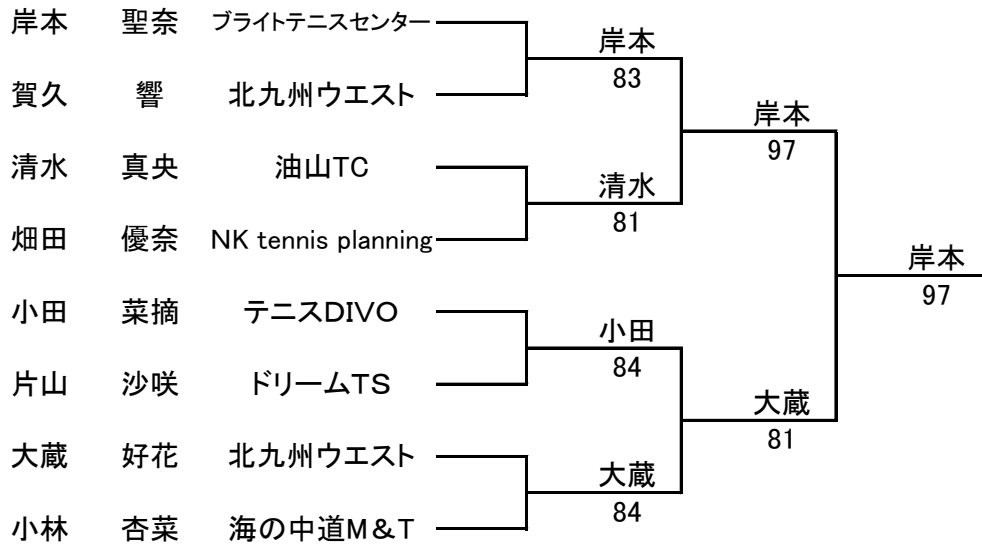 岸本 聖奈 ブライトテニスセンター
岸本
83
賀久 響 北九州ウエスト
岸本
97
清水 真央 油山TC
清水
81
畑田 優奈 NK tennis planning
岸本
97
小田 菜摘 テニスDIVO
小田
84
片山 沙咲 ドリームTS
大蔵
81
大蔵 好花 北九州ウエスト
大蔵
84
小林 杏菜 海の中道M&T